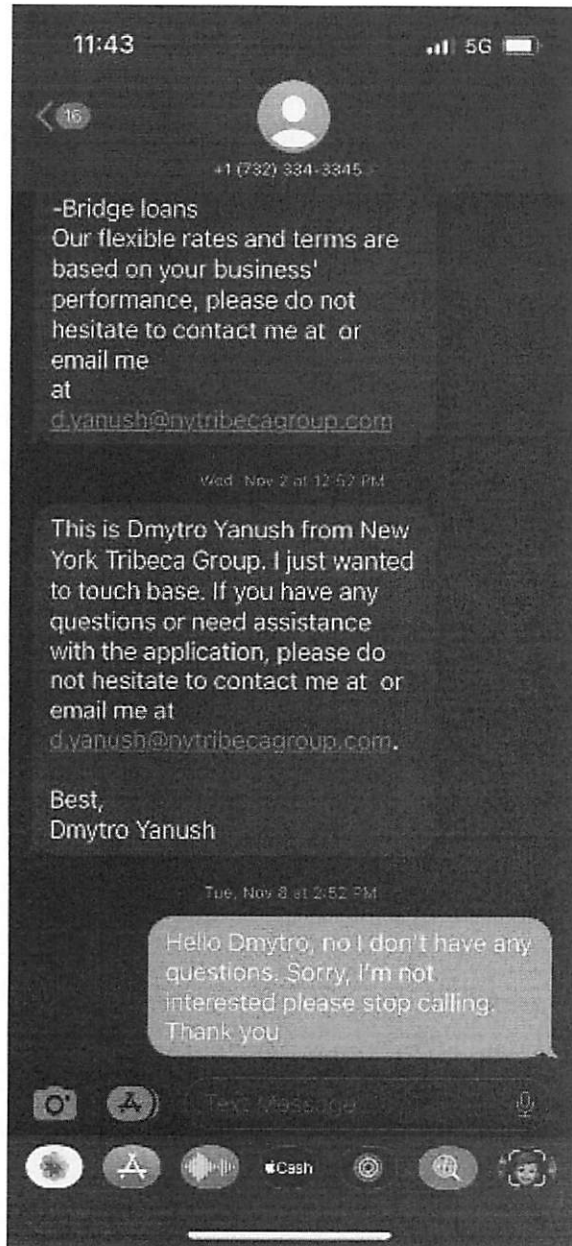 11:43
5G
16
+1 (732) 334-3345
-Bridge loans
Our flexible rates and terms are
based on your business'
performance, please do not
hesitate to contact me at or
email me
at
d.yanush@nytribecagroup.com
Wed, Nov 2 at 12:52 PM
This is Dmytro Yanush from New
York Tribeca Group. I just wanted
to touch base. If you have any
questions or need assistance
with the application, please do
not hesitate to contact me at or
email me at
d.yanush@nytribecagroup.com.
Best,
Dmytro Yanush
Tue, Nov 8 at 2:52 PM
Hello Dmytro, no I don't have any
questions. Sorry, I'm not
interested please stop calling.
Thank you
Text Message
Cash